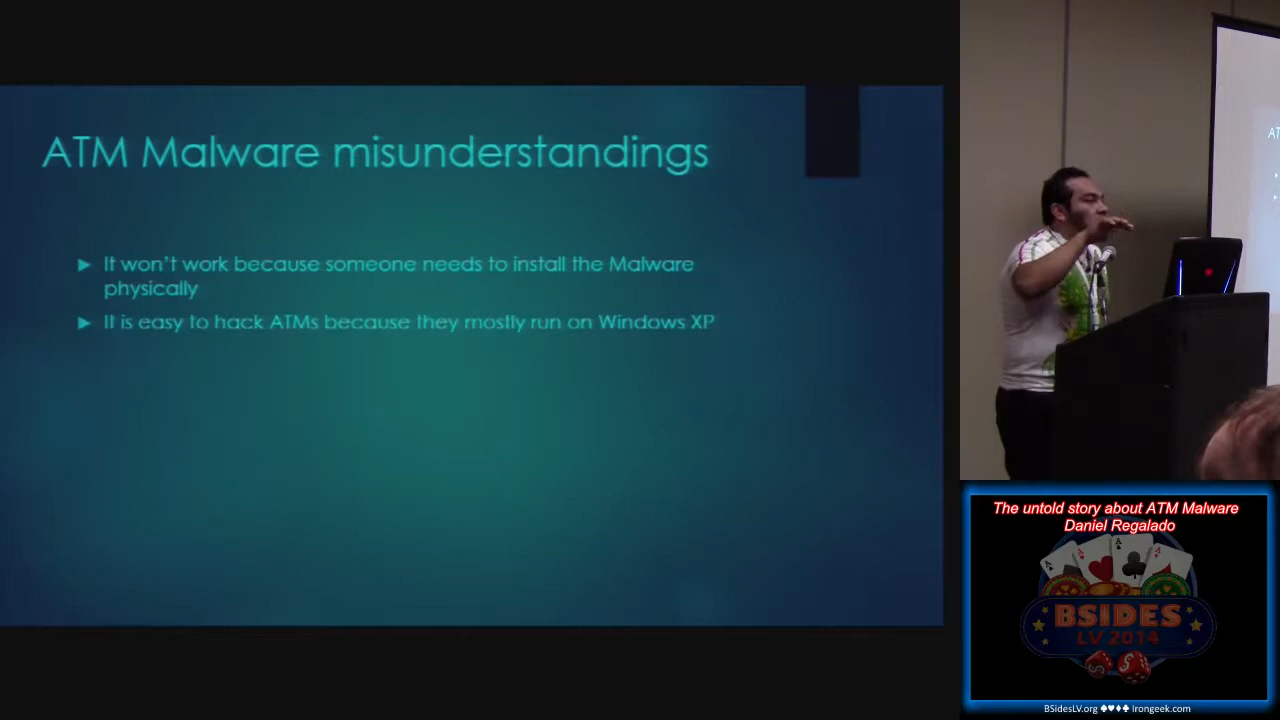 ATM Malware misunderstandings
It won't work because someone needs to install the Malware
physically
It is easy to hack ATMs because they mostly run on Windows XP
AT
The untold story about ATM Malware
Daniel Regalado
A
A
A
BSIDES
LV 2014
BSidesLV.org ♠♥♦♣ Irongeek.com